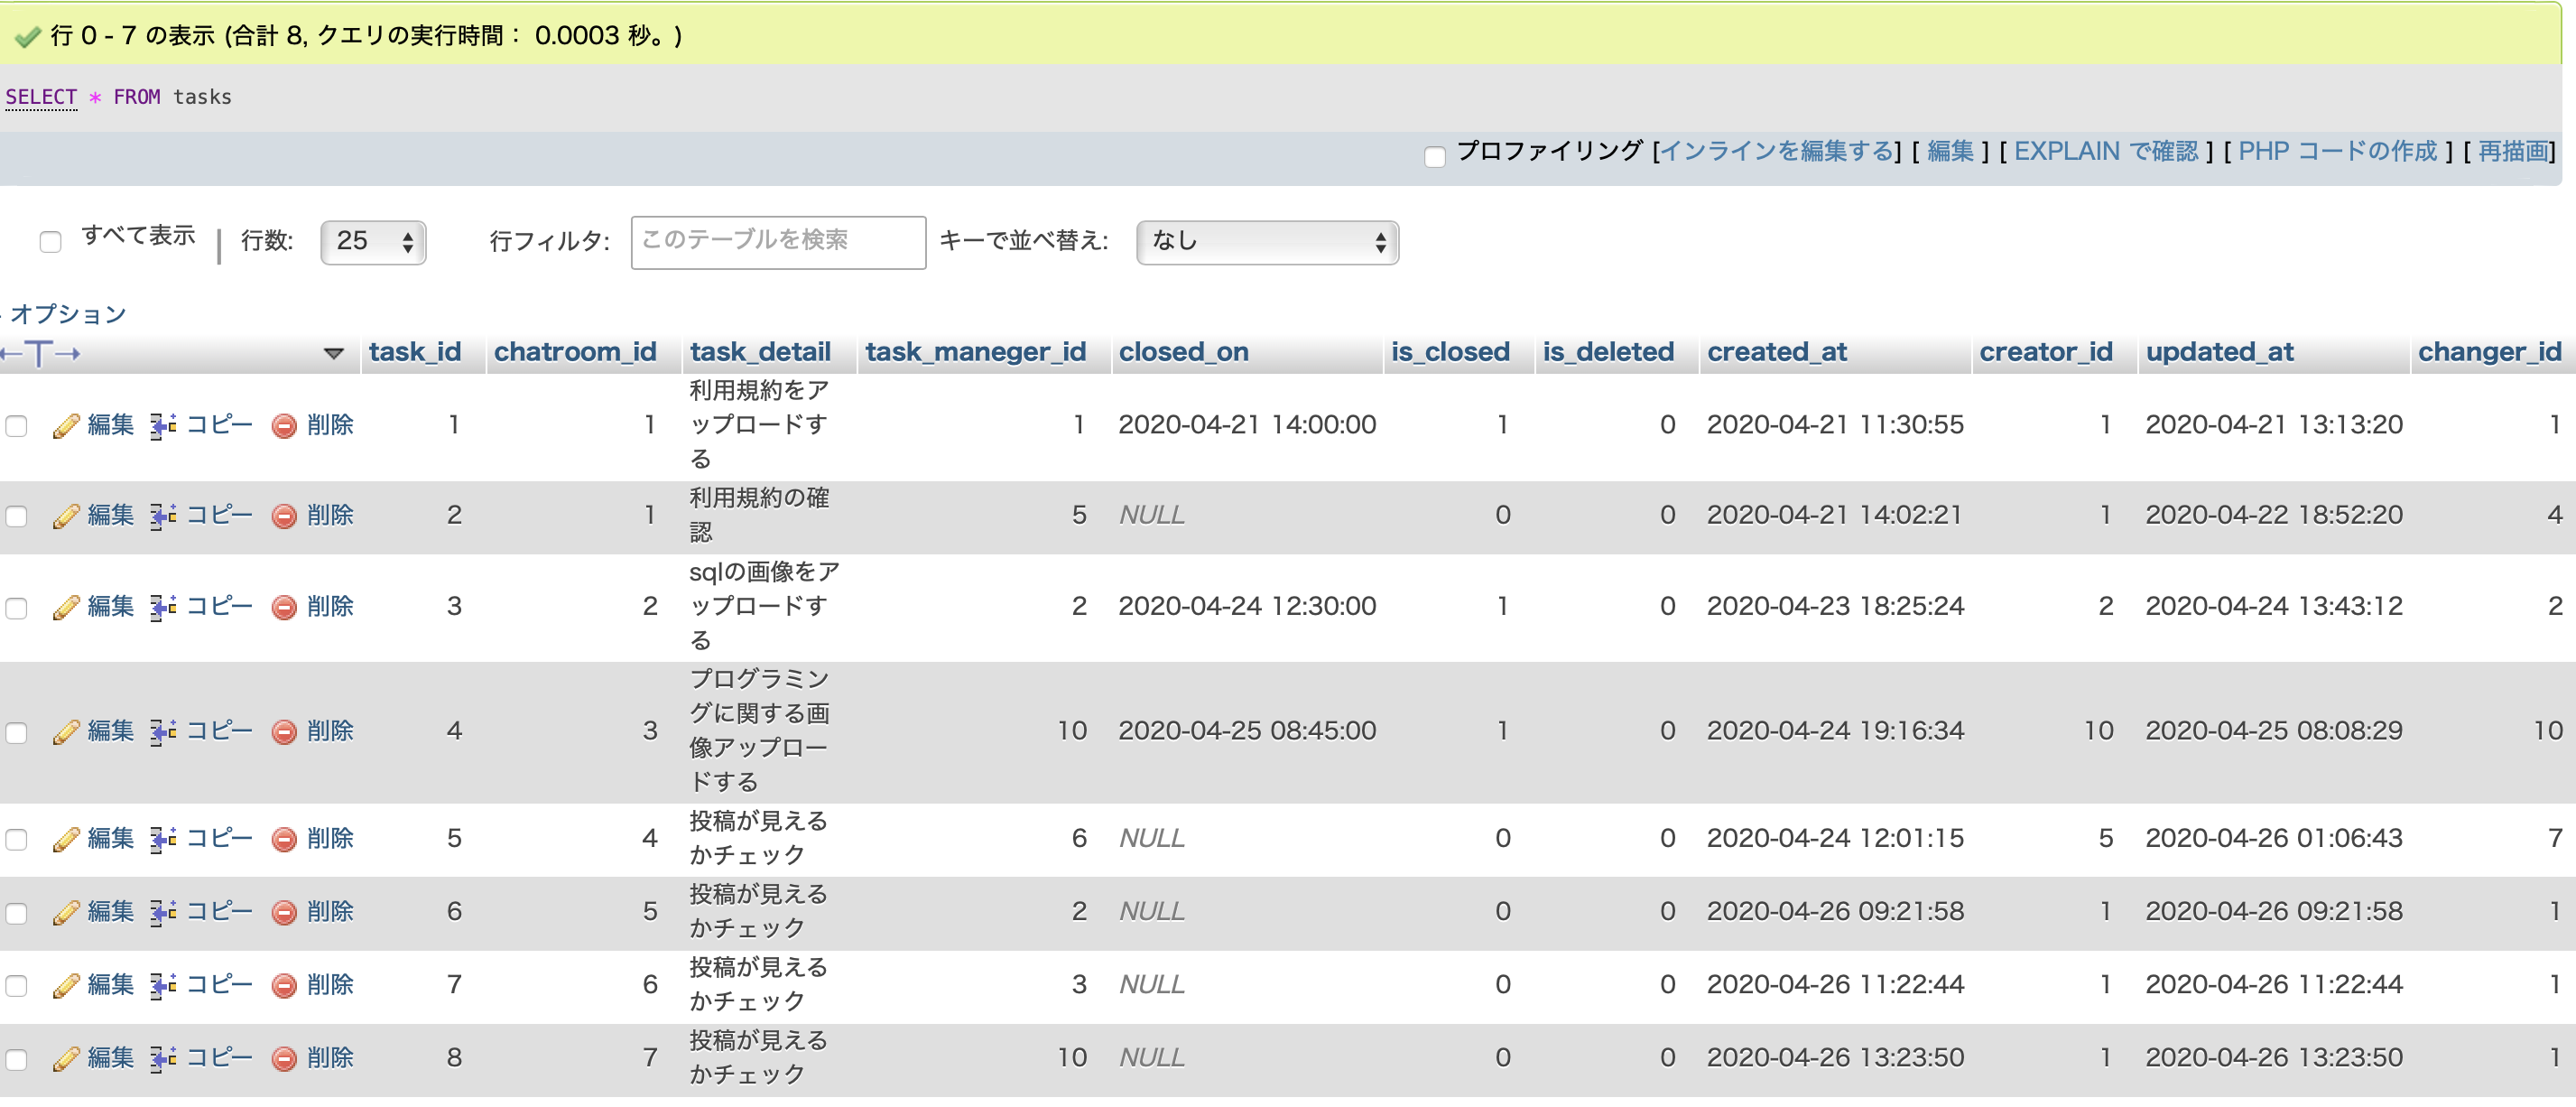 行 0 - 7 の表示 (合計 8, クエリの実行時間： 0.0003 秒。)
SELECT * FROM tasks
プロファイリング [インラインを編集する] [ 編集 ] [ EXPLAIN で確認 ] [ PHP コードの作成 ] [ 再描画]
すべて表示 | 行数: 25 行フィルタ: このテーブルを検索 キーで並べ替え: なし
オプション
←T→ task_id chatroom_id task_detail task_maneger_id closed_on is_closed is_deleted created_at creator_id updated_at changer_id
編集 コピー 削除 1 1 利用規約をア
ップロードす
る 1 2020-04-21 14:00:00 1 0 2020-04-21 11:30:55 1 2020-04-21 13:13:20 1
編集 コピー 削除 2 1 利用規約の確
認 5 NULL 0 0 2020-04-21 14:02:21 1 2020-04-22 18:52:20 4
編集 コピー 削除 3 2 sqlの画像をア
ップロードす
る 2 2020-04-24 12:30:00 1 0 2020-04-23 18:25:24 2 2020-04-24 13:43:12 2
編集 コピー 削除 4 3 プログラミン
グに関する画
像アップロー
ドする 10 2020-04-25 08:45:00 1 0 2020-04-24 19:16:34 10 2020-04-25 08:08:29 10
編集 コピー 削除 5 4 投稿が見える
かチェック 6 NULL 0 0 2020-04-24 12:01:15 5 2020-04-26 01:06:43 7
編集 コピー 削除 6 5 投稿が見える
かチェック 2 NULL 0 0 2020-04-26 09:21:58 1 2020-04-26 09:21:58 1
編集 コピー 削除 7 6 投稿が見える
かチェック 3 NULL 0 0 2020-04-26 11:22:44 1 2020-04-26 11:22:44 1
編集 コピー 削除 8 7 投稿が見える
かチェック 10 NULL 0 0 2020-04-26 13:23:50 1 2020-04-26 13:23:50 1